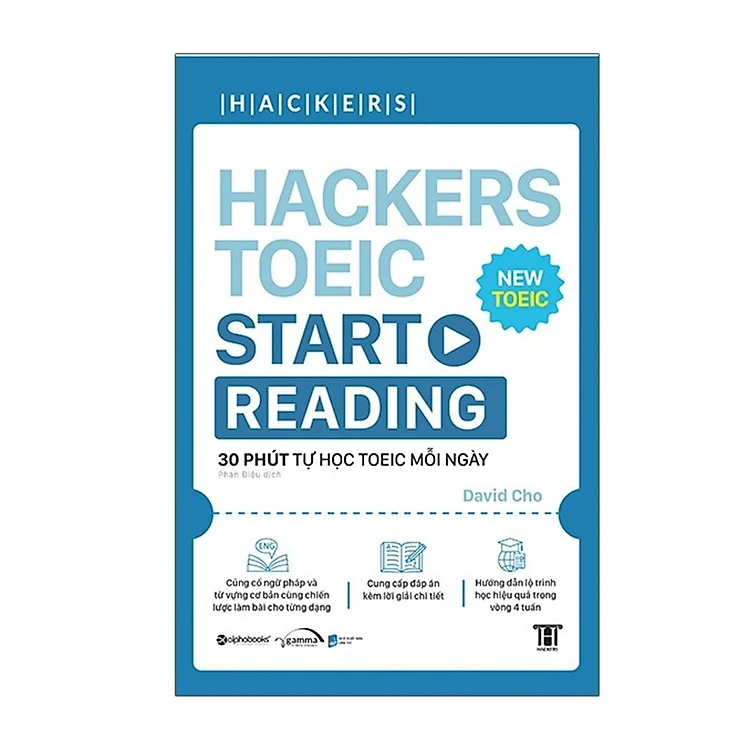 |H|A|C|K|E|R|S|
HACKERS
TOEIC
NEW
TOEIC
START
READING
30 PHÚT TỰ HỌC TOEIC MỖI NGÀY
Phan Điệu dịch
David Cho
ENG
Củng cố ngữ pháp và
từ vựng cơ bản cùng chiến
lược làm bài cho từng dạng
Cung cấp đáp án
kèm lời giải chi tiết
Hướng dẫn lộ trình
học hiệu quả trong
vòng 4 tuần
alphabooks
gamma
HACKERS